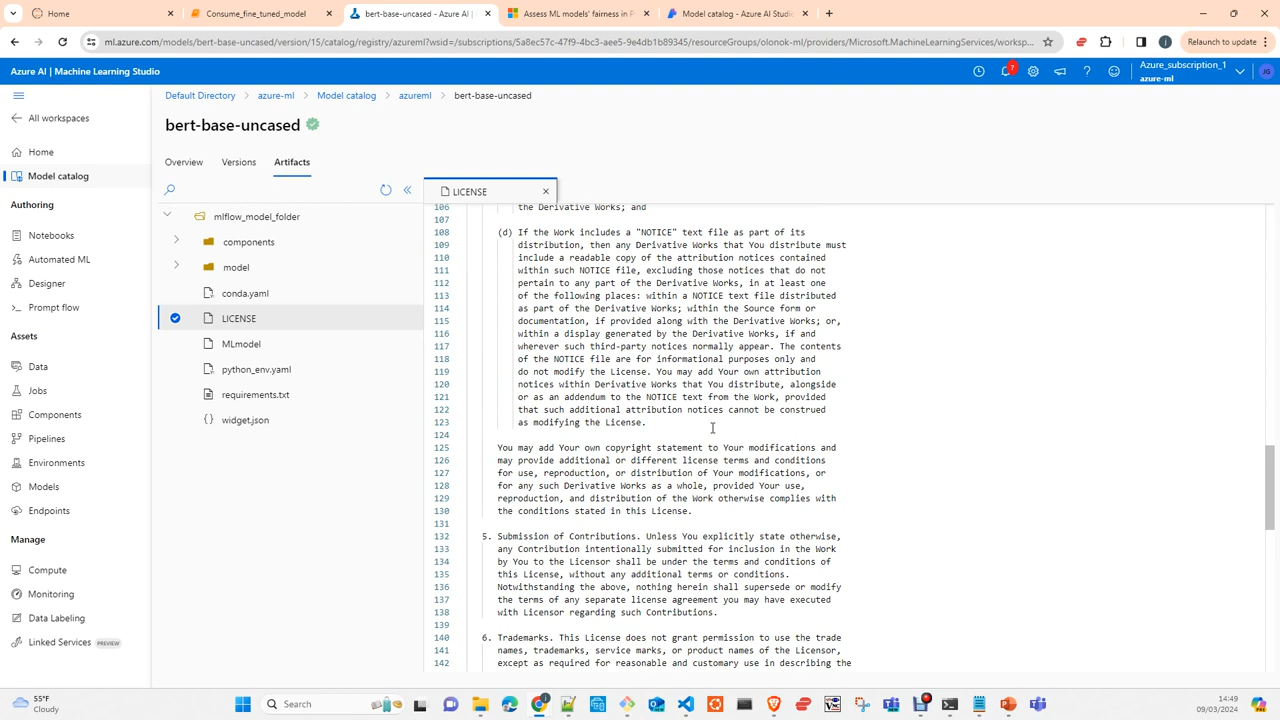 Home
Consume_fine_tuned_model
bert-base-uncased - Azure AI |
Assess ML models' fairness in P
Model catalog - Azure AI Studio
ml.azure.com/models/bert-base-uncased/version/15/catalog/registry/azureml?wsid=/subscriptions/5a8ec57c-47f9-4bc3-aee5-9e4db1b89345/resourceGroups/olonok-ml/providers/Microsoft.MachineLearningServices/worksp...
Relaunch to update
Azure AI | Machine Learning Studio
7
Azure_subscription_1
azure-ml
JG
All workspaces
Home
Model catalog
Authoring
Notebooks
Automated ML
Designer
Prompt flow
Assets
Data
Jobs
Components
Pipelines
Environments
Models
Endpoints
Manage
Compute
Monitoring
Data Labeling
Linked Services PREVIEW
Default Directory > azure-ml > Model catalog > azureml > bert-base-uncased
bert-base-uncased
Overview Versions Artifacts
mlflow_model_folder
components
model
conda.yaml
LICENSE
MLmodel
python_env.yaml
requirements.txt
widget.json
LICENSE
106 the Derivative Works; and
107
108 (d) If the Work includes a "NOTICE" text file as part of its
109 distribution, then any Derivative Works that You distribute must
110 include a readable copy of the attribution notices contained
111 within such NOTICE file, excluding those notices that do not
112 pertain to any part of the Derivative Works, in at least one
113 of the following places: within a NOTICE text file distributed
114 as part of the Derivative Works; within the Source form or
115 documentation, if provided along with the Derivative Works; or,
116 within a display generated by the Derivative Works, if and
117 wherever such third-party notices normally appear. The contents
118 of the NOTICE file are for informational purposes only and
119 do not modify the License. You may add Your own attribution
120 notices within Derivative Works that You distribute, alongside
121 or as an addendum to the NOTICE text from the Work, provided
122 that such additional attribution notices cannot be construed
123 as modifying the License.
124
125 You may add Your own copyright statement to Your modifications and
126 may provide additional or different license terms and conditions
127 for use, reproduction, or distribution of Your modifications, or
128 for any such Derivative Works as a whole, provided Your use,
129 reproduction, and distribution of the Work otherwise complies with
130 the conditions stated in this License.
131
132 5. Submission of Contributions. Unless You explicitly state otherwise,
133 any Contribution intentionally submitted for inclusion in the Work
134 by You to the Licensor shall be under the terms and conditions of
135 this License, without any additional terms or conditions.
136 Notwithstanding the above, nothing herein shall supersede or modify
137 the terms of any separate license agreement you may have executed
138 with Licensor regarding such Contributions.
139
140 6. Trademarks. This License does not grant permission to use the trade
141 names, trademarks, service marks, or product names of the Licensor,
142 except as required for reasonable and customary use in describing the
55°F
Cloudy
Search
14:49
09/03/2024